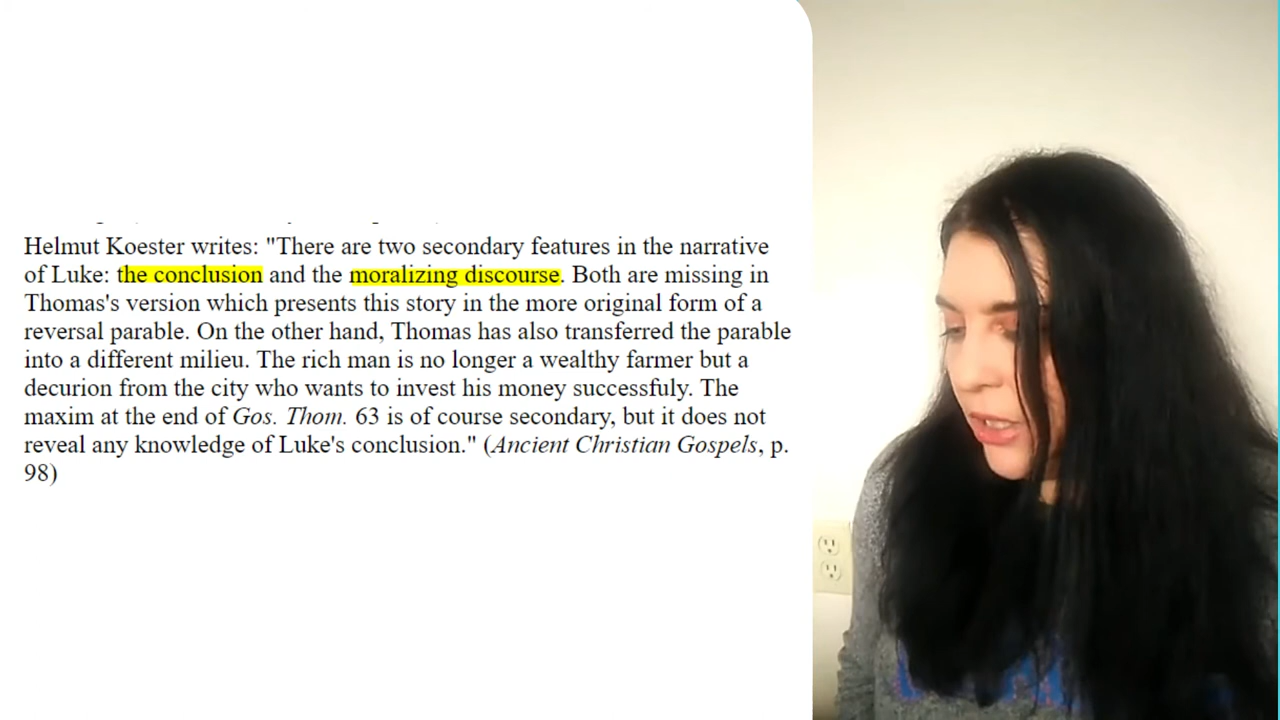 Helmut Koester writes: "There are two secondary features in the narrative
of Luke: the conclusion and the moralizing discourse. Both are missing in
Thomas's version which presents this story in the more original form of a
reversal parable. On the other hand, Thomas has also transferred the parable
into a different milieu. The rich man is no longer a wealthy farmer but a
decurion from the city who wants to invest his money successfuly. The
maxim at the end of Gos. Thom. 63 is of course secondary, but it does not
reveal any knowledge of Luke's conclusion." (Ancient Christian Gospels, p.
98)